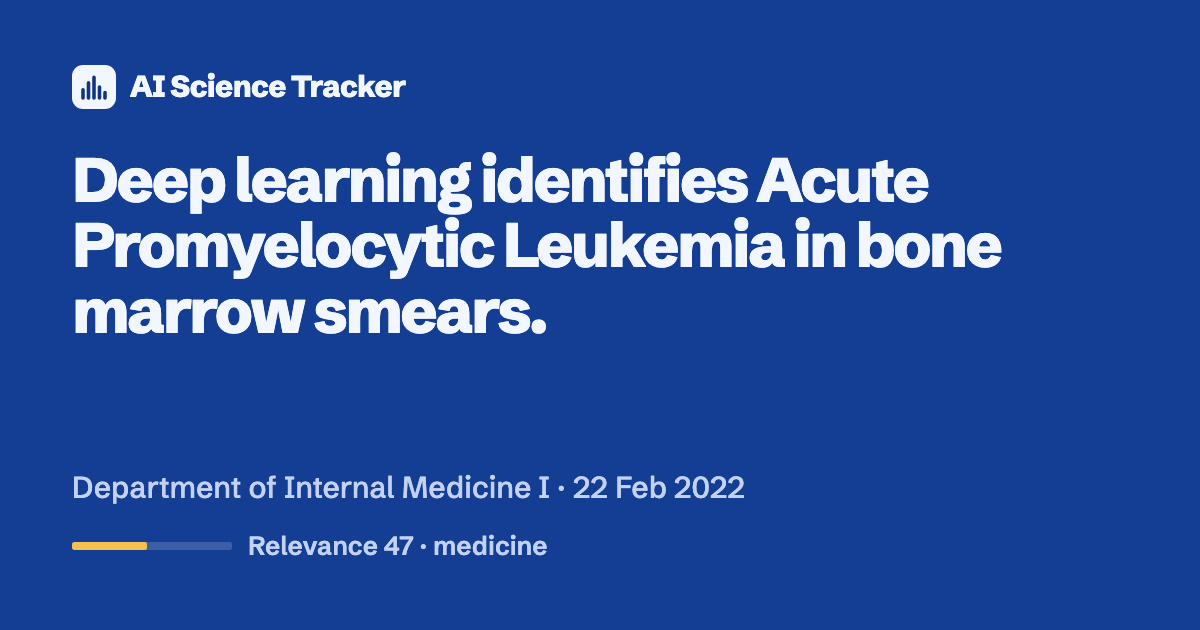 AI Science Tracker
Deep learning identifies Acute
Promyelocytic Leukemia in bone
marrow smears.
Department of Internal Medicine I · 22 Feb 2022
Relevance 47 · medicine